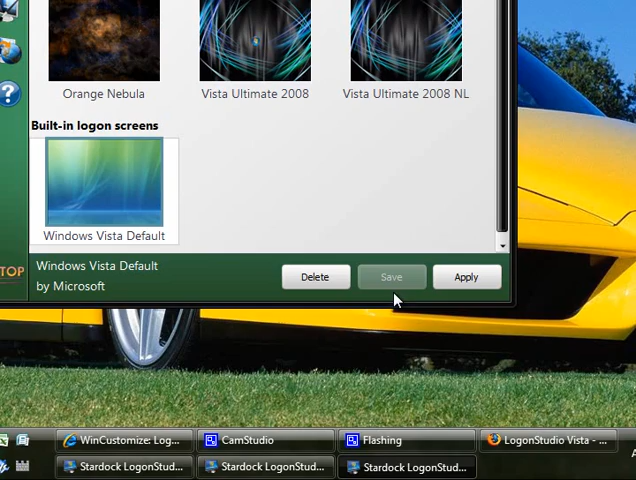 Orange Nebula
Vista Ultimate 2008
Vista Ultimate 2008 NL
Built-in logon screens
Windows Vista Default
TOP
Windows Vista Default
by Microsoft
Delete
Save
Apply
WinCustomize: Log...
CamStudio
Flashing
LogonStudio Vista - ...
Stardock LogonStud...
Stardock LogonStud...
Stardock LogonStud...
A